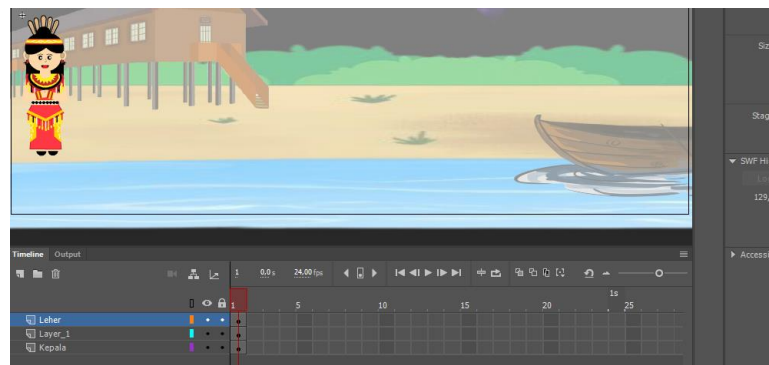 Siz
Stag
SWF Hi
129,
Accessi
Timeline Output
1 0,0 s 24,00 fps
1s
1 5 10 15 20 25
Leher
Layer_1
Kepala